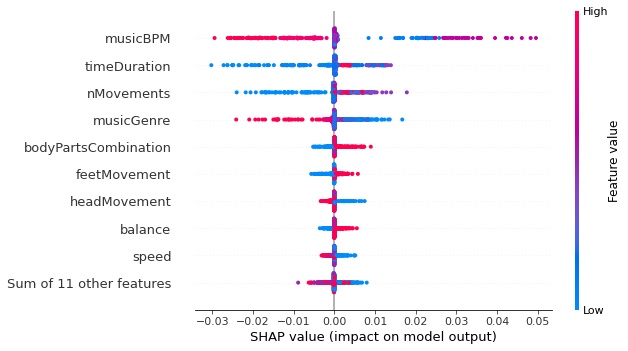 High
musicBPM
timeDuration
nMovements
musicGenre
bodyPartsCombination
feetMovement
headMovement
balance
speed
Sum of 11 other features
Feature value
Low
−0.03 −0.02 −0.01 0.00 0.01 0.02 0.03 0.04 0.05
SHAP value (impact on model output)